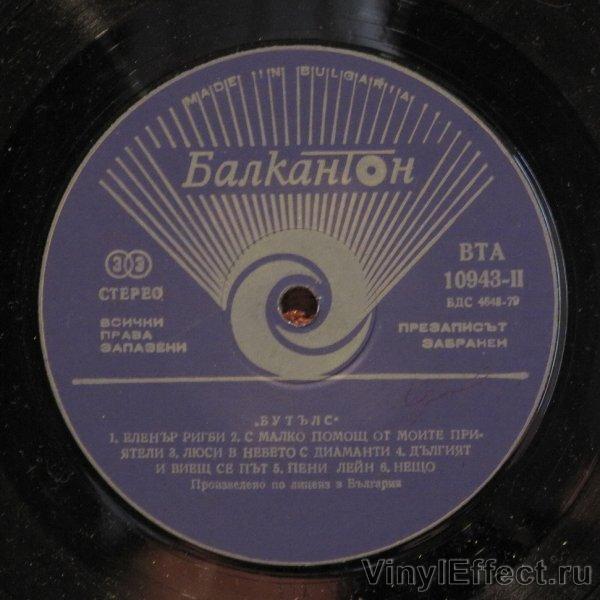 MADE IN BULGARIA
Балкантон
33
СТЕРЕО
ВСИЧНИ
ПРАВА
ЗАПАЗЕНИ
ВТА
10943-II
БДС 4648-79
ПРЕЗАПИСЪТ
ЗАБРАНЕН
„БУТЪЛС“
1. ЕЛЕНЪР РИГБИ 2. С МАЛКО ПОМОЩ ОТ МОИТЕ ПРИ-
ЯТЕЛИ 3. ЛЮСИ В НЕБЕТО С ДИАМАНТИ 4. ДЪЛГИЯТ
И ВИЕЩ СЕ ПЪТ 5. ПЕНИ ЛЕЙН 6. НЕЩО
Произведено по лиценз в България
VinylEffect.ru